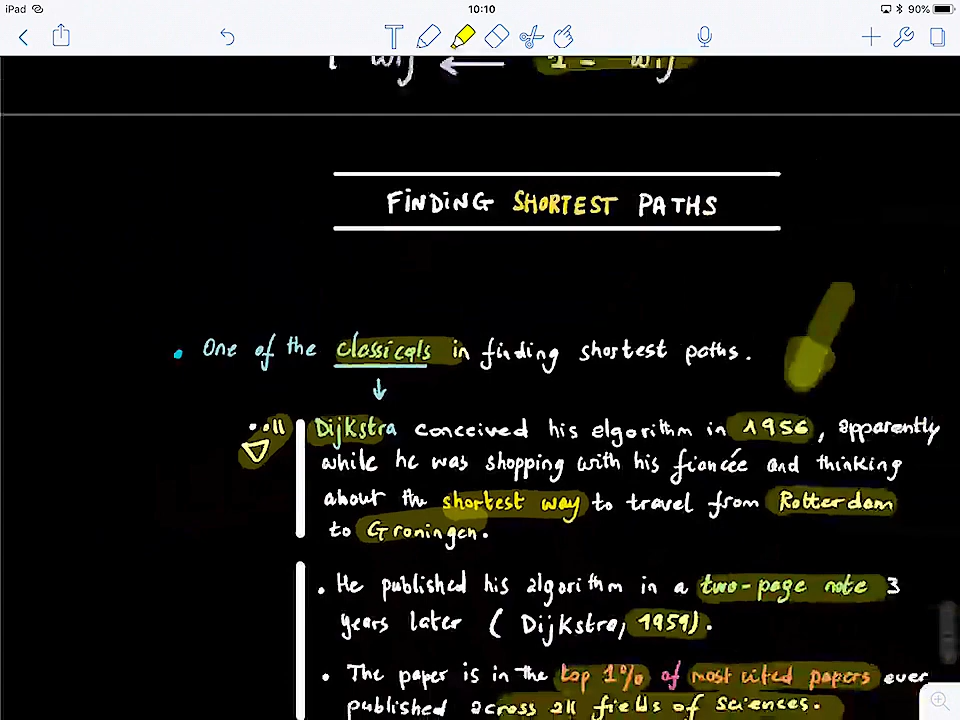 iPad 10:10 90%
T
1 - wij
FINDING SHORTEST PATHS
• One of the classicals in finding shortest paths.
Dijkstra conceived his algorithm in 1956, apparently
while he was shopping with his fiancée and thinking
about the shortest way to travel from Rotterdam
to Groningen.
• He published his algorithm in a two-page note 3
years later (Dijkstra, 1959).
• The paper is in the top 1% of most cited papers ever
published across all fields of sciences.